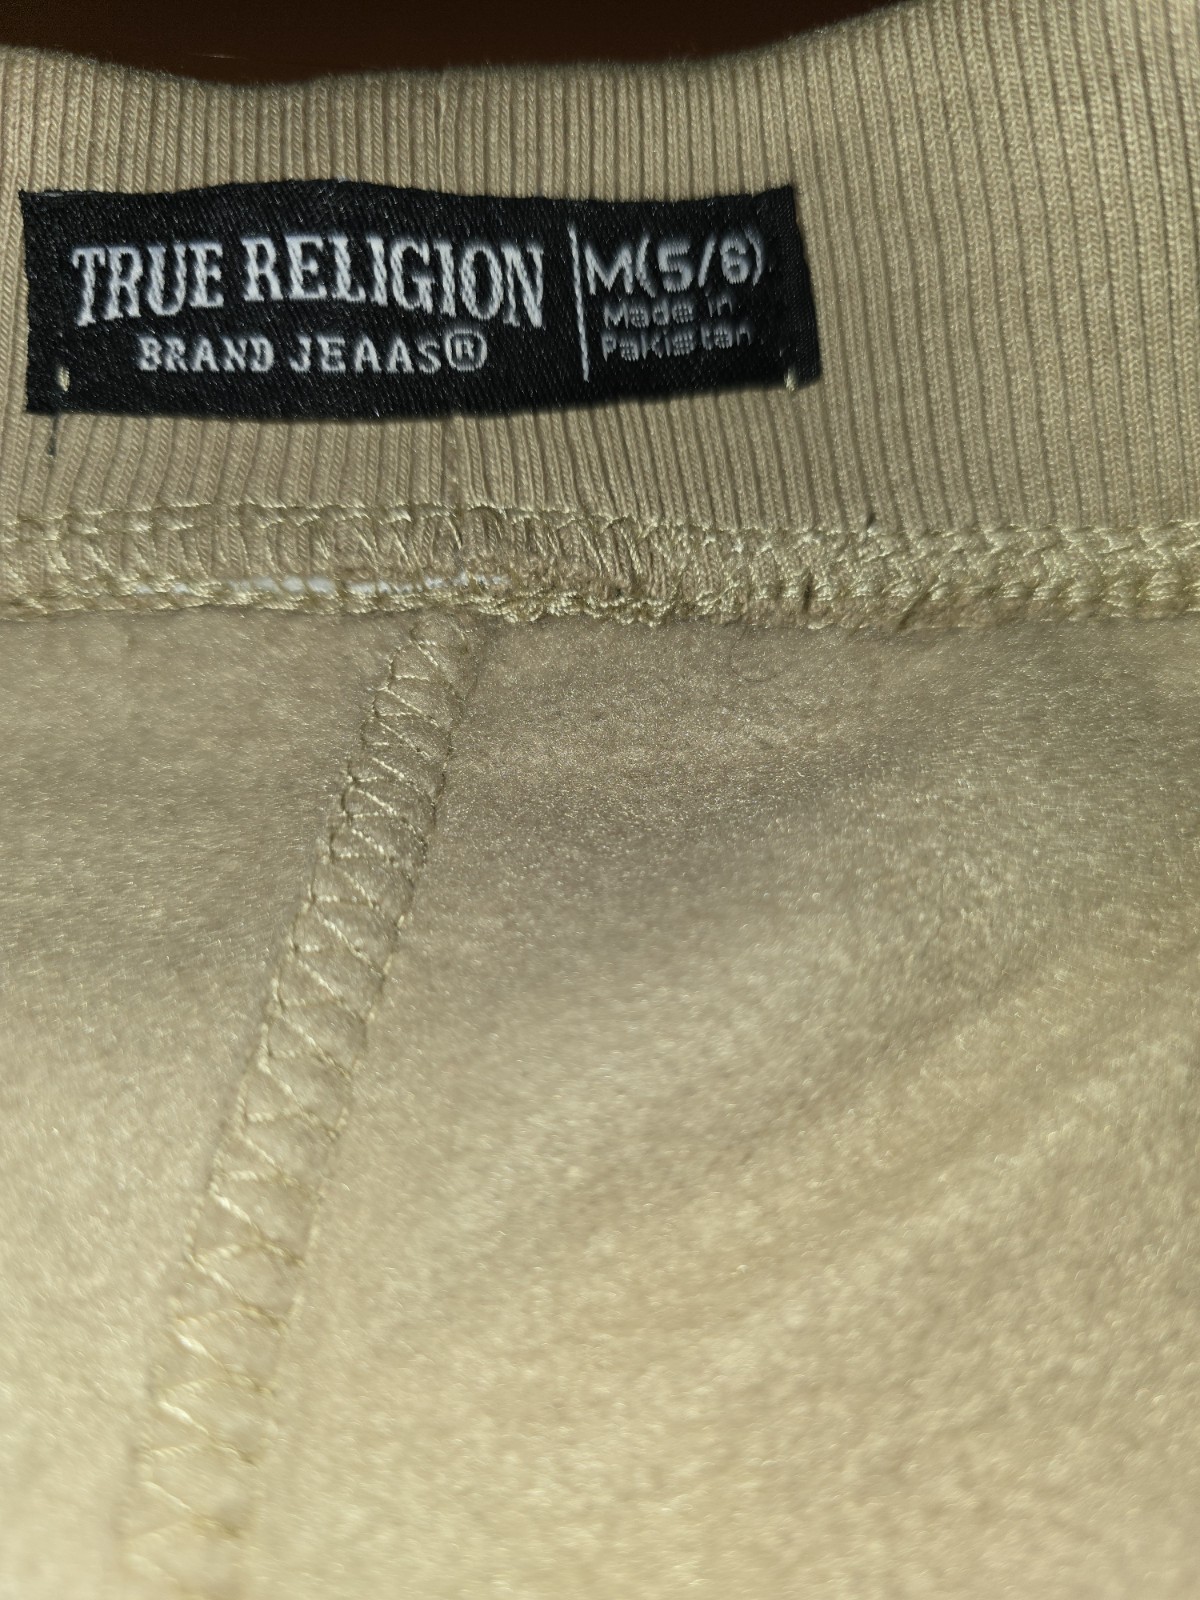 TRUE RELIGION
BRAND JEAAS®
M(5/6)
Made in
Pakistan